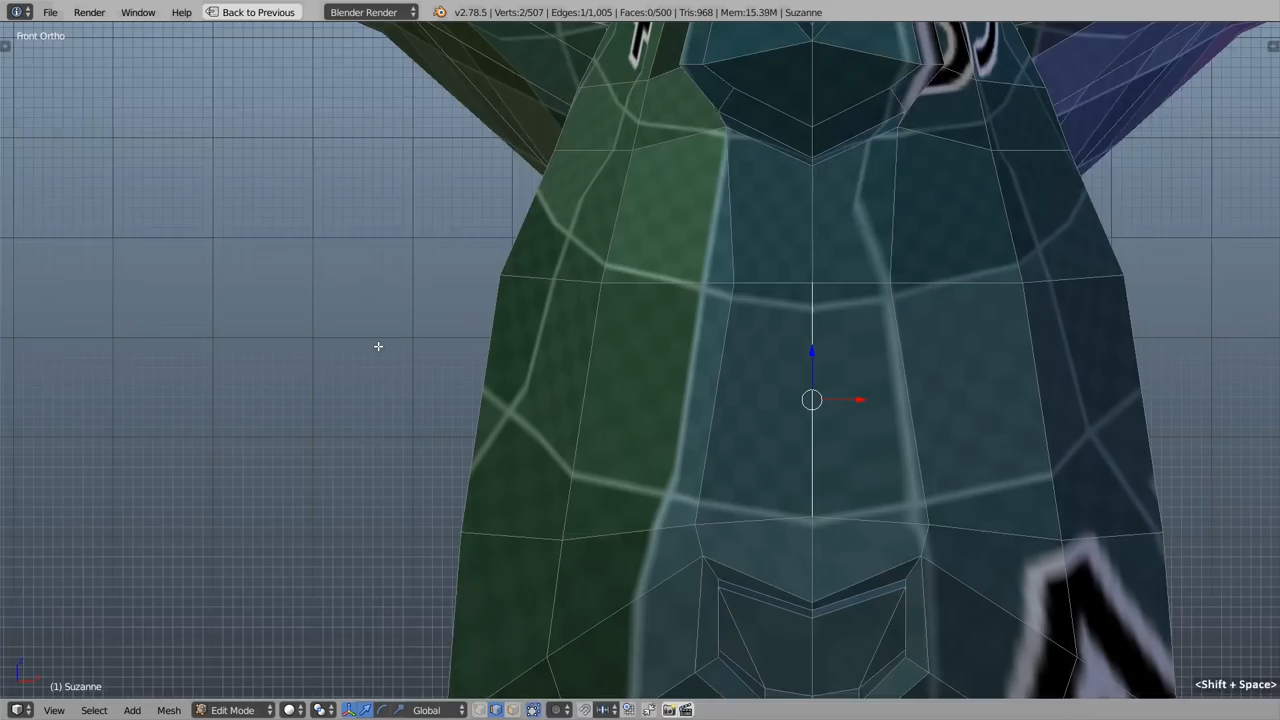 File Render Window Help Back to Previous Blender Render v2.78.5 | Verts:2/507 | Edges:1/1,005 | Faces:0/500 | Tris:968 | Mem:15.38M | Suzanne
Front Ortho
(1) Suzanne
<Shift + Space>
View Select Add Mesh Edit Mode Global